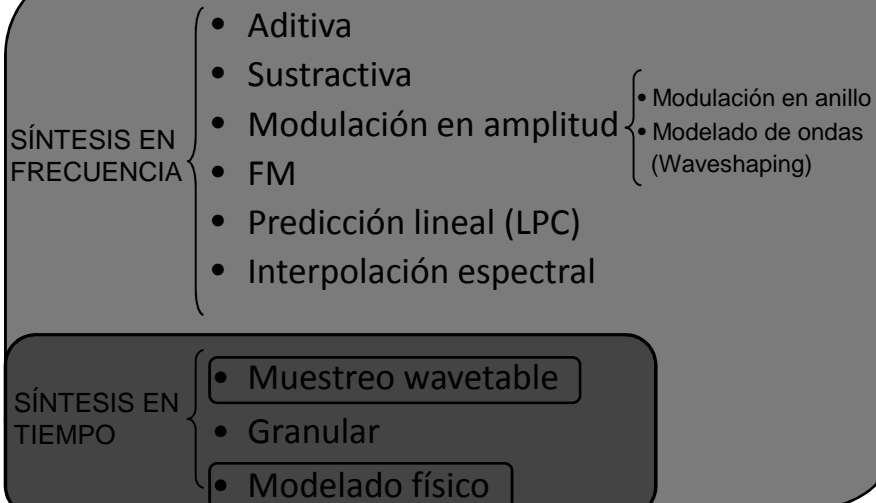 SÍNTESIS EN
FRECUENCIA
• Aditiva
• Sustractiva
• Modulación en amplitud
• Modulación en anillo
• Modelado de ondas
(Waveshaping)
• FM
• Predicción lineal (LPC)
• Interpolación espectral
SÍNTESIS EN
TIEMPO
• Muestreo wavetable
• Granular
• Modelado físico